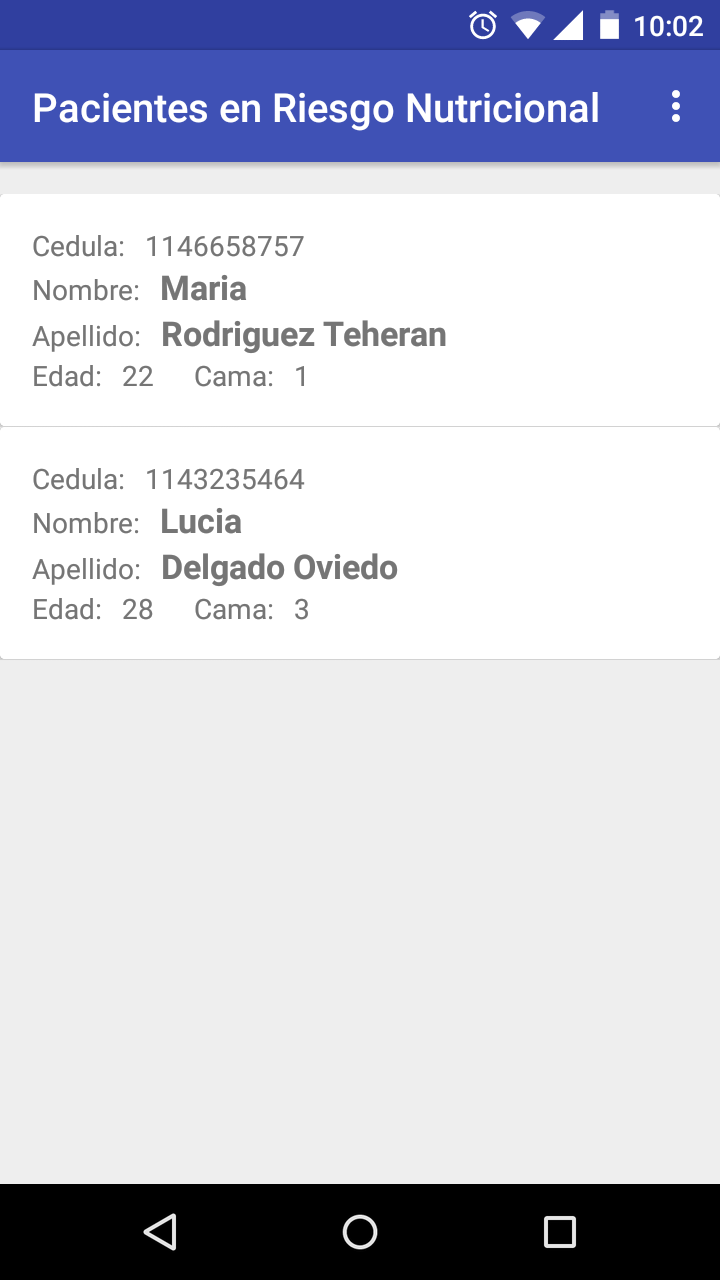 10:02
Pacientes en Riesgo Nutricional
Cedula: 1146658757
Nombre: Maria
Apellido: Rodriguez Teheran
Edad: 22 Cama: 1
Cedula: 1143235464
Nombre: Lucia
Apellido: Delgado Oviedo
Edad: 28 Cama: 3